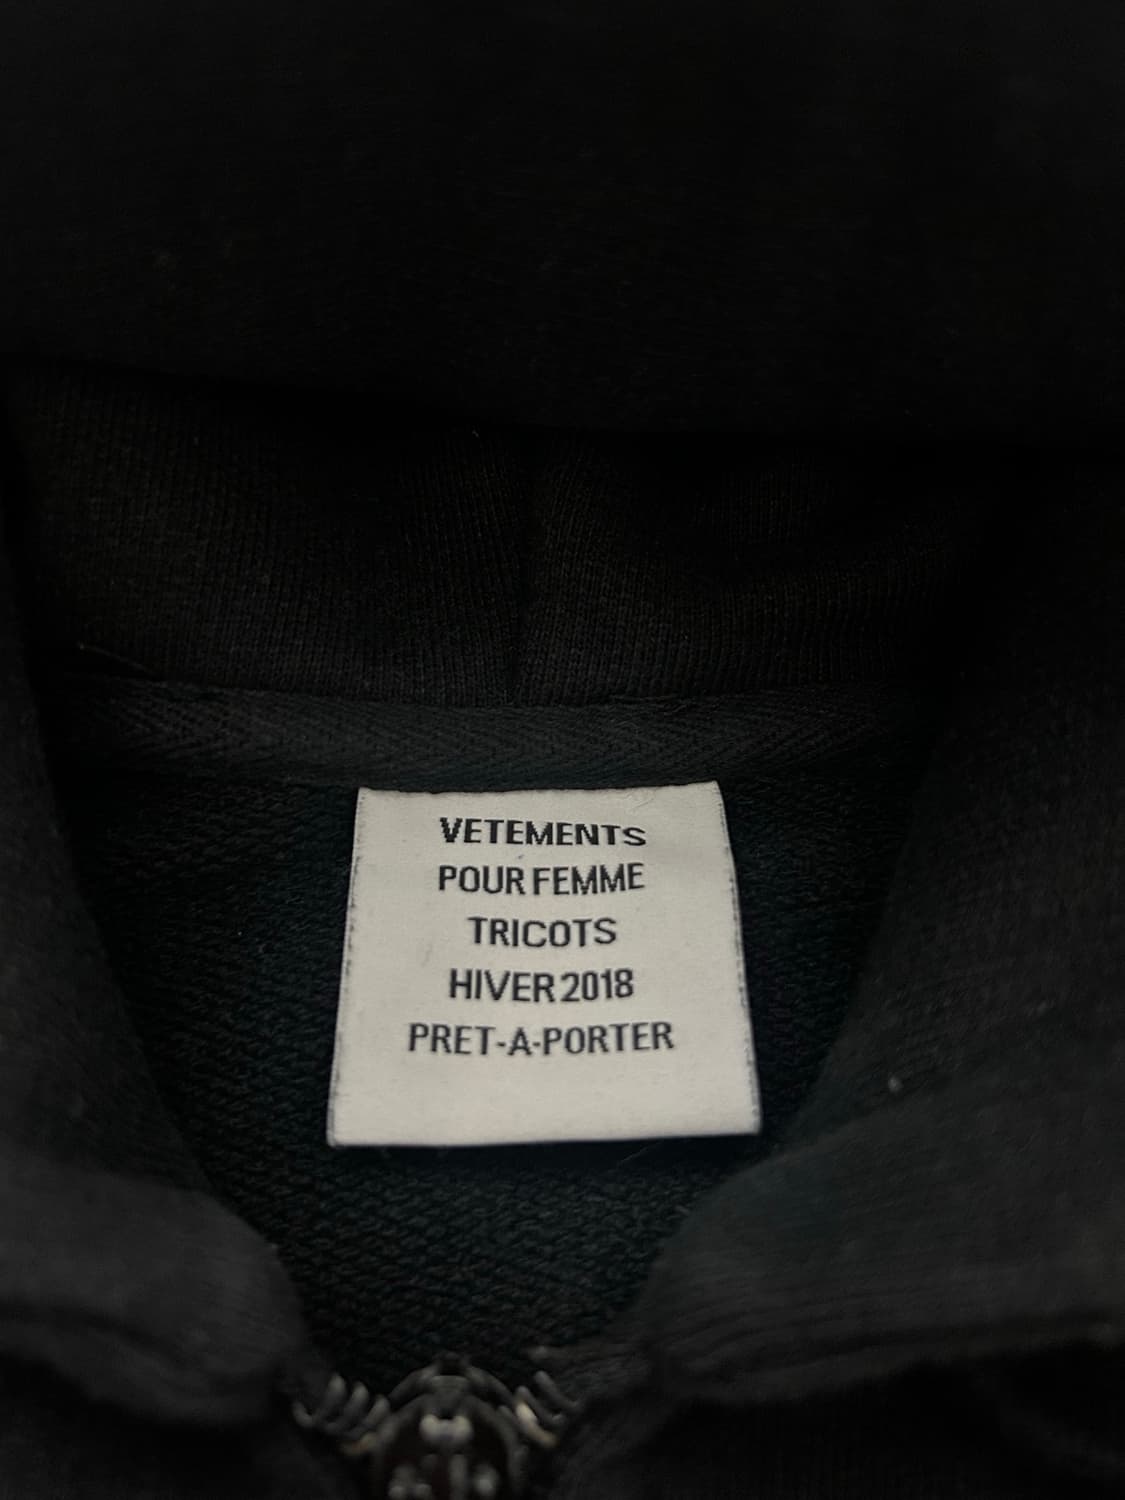 VETEMENTS
POUR FEMME
TRICOTS
HIVER 2018
PRET-A-PORTER